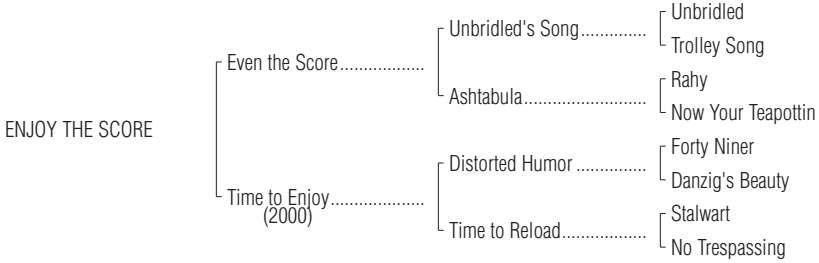 Unbridled
Unbridled's Song..............
Trolley Song
Even the Score..................
Rahy
Ashtabula..........................
Now Your Teapottin
ENJOY THE SCORE
Forty Niner
Distorted Humor ...............
Danzig's Beauty
Time to Enjoy....................
(2000)
Stalwart
Time to Reload..................
No Trespassing